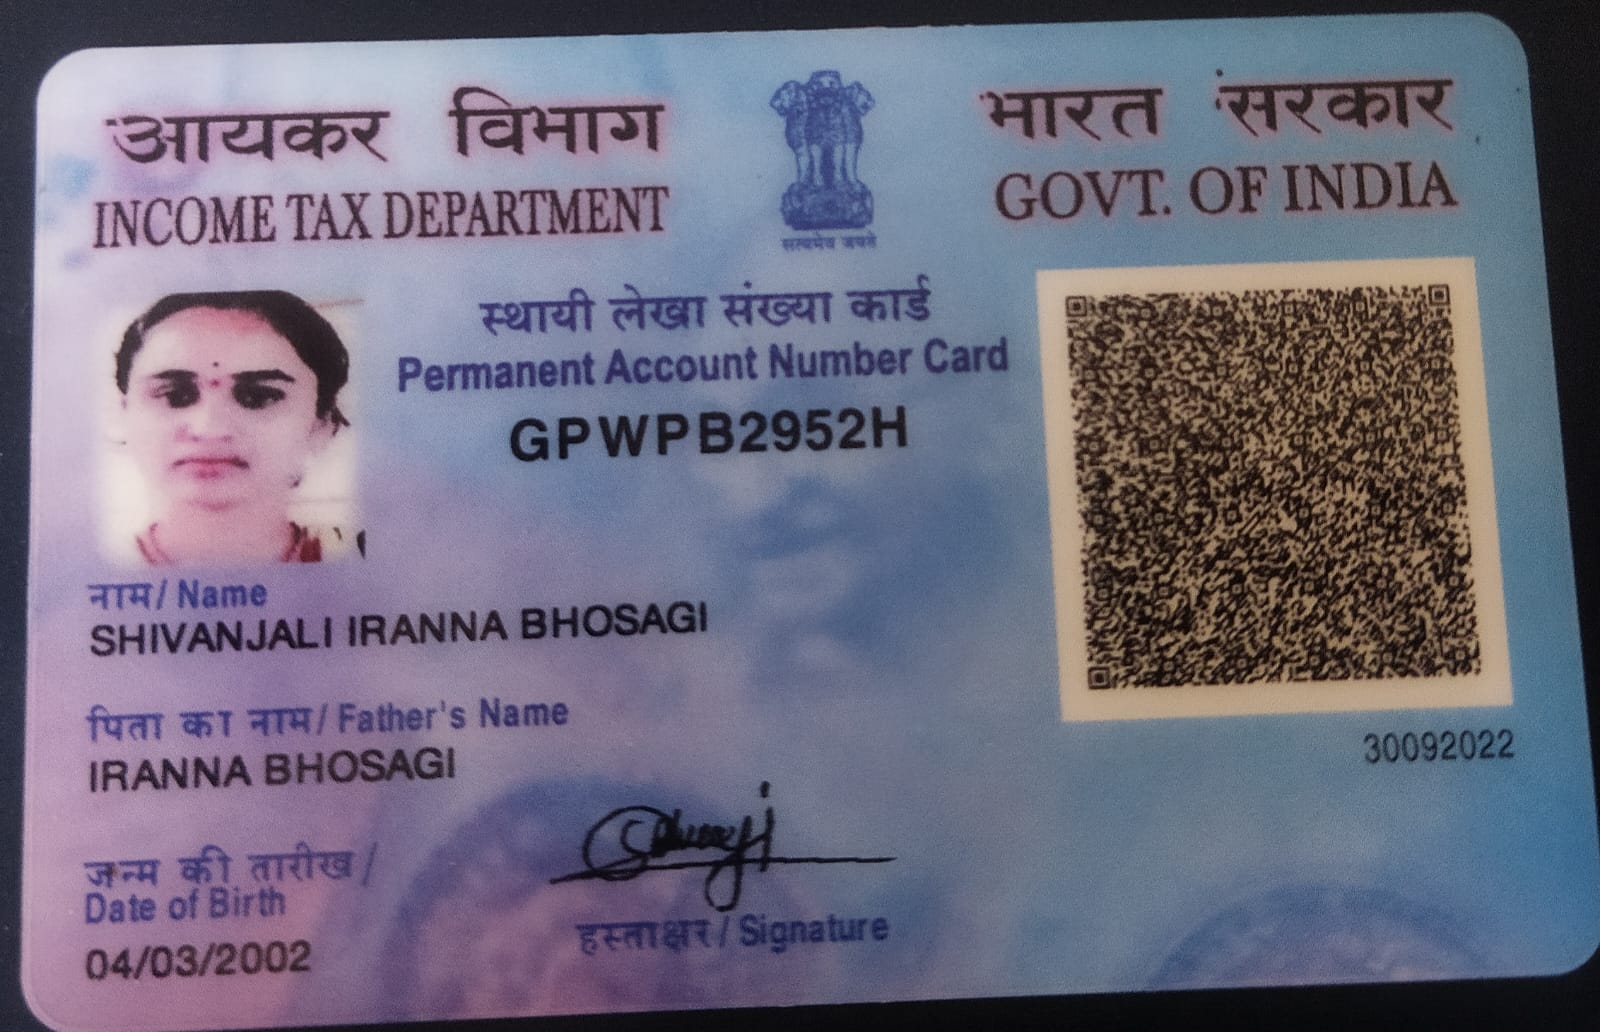 आयकर विभाग
INCOME TAX DEPARTMENT
सत्यमेव जयते
भारत सरकार
GOVT. OF INDIA
स्थायी लेखा संख्या कार्ड
Permanent Account Number Card
GPWPB2952H
नाम/ Name
SHIVANJALI IRANNA BHOSAGI
पिता का नाम/ Father's Name
IRANNA BHOSAGI
30092022
जन्म की तारीख/
Date of Birth
04/03/2002
हस्ताक्षर/ Signature